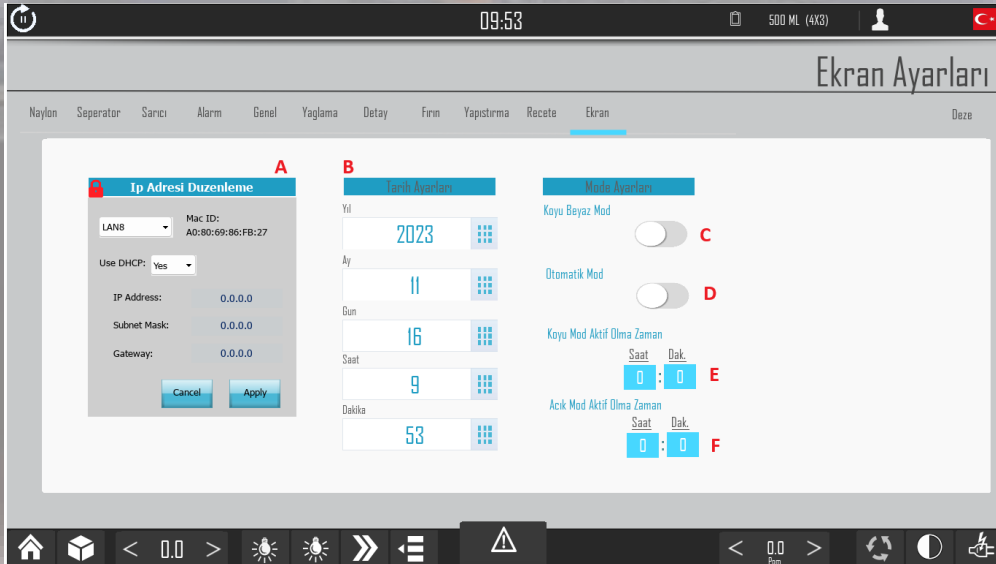 09:53
500 ML (4X3)
Ekran Ayarları
Naylon Seperator Sarıcı Alarm Genel Yaglama Detay Fırın Yapıstırma Recete Ekran Deze
A
B
Ip Adresi Duzenleme
LAN8
Mac ID:
A0:80:69:86:FB:27
Use DHCP: Yes
IP Address: 0.0.0.0
Subnet Mask: 0.0.0.0
Gateway: 0.0.0.0
Cancel Apply
Tarih Ayarları
Yıl
2023
Ay
11
Gun
16
Saat
9
Dakika
53
Moda Ayarları
Koyu Beyaz Mod
C
Otomatik Mod
D
Koyu Mod Aktif Olma Zaman
Saat Dak.
0 : 0 E
Acık Mod Aktif Olma Zaman
Saat Dak.
0 : 0 F
< 0.0 >
< 0.0 >
Ppm